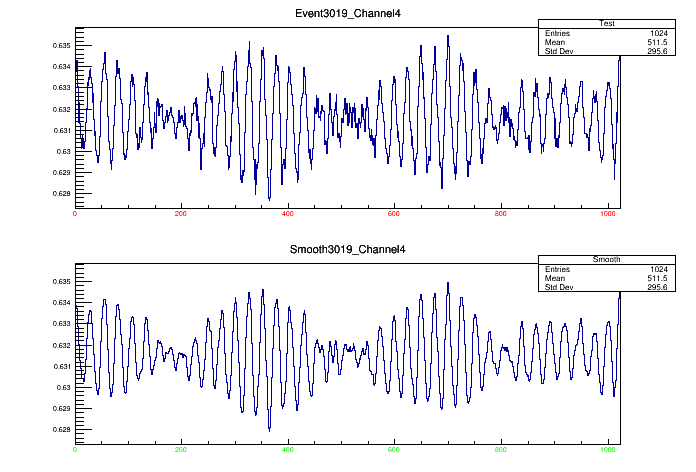 Event3019_Channel4
Test
Entries 1024
Mean 511.5
Std Dev 295.6
0.635
0.634
0.633
0.632
0.631
0.63
0.629
0.628
0 200 400 600 800 1000
Smooth3019_Channel4
Smooth
Entries 1024
Mean 511.5
Std Dev 295.6
0.635
0.634
0.633
0.632
0.631
0.63
0.629
0.628
0 200 400 600 800 1000